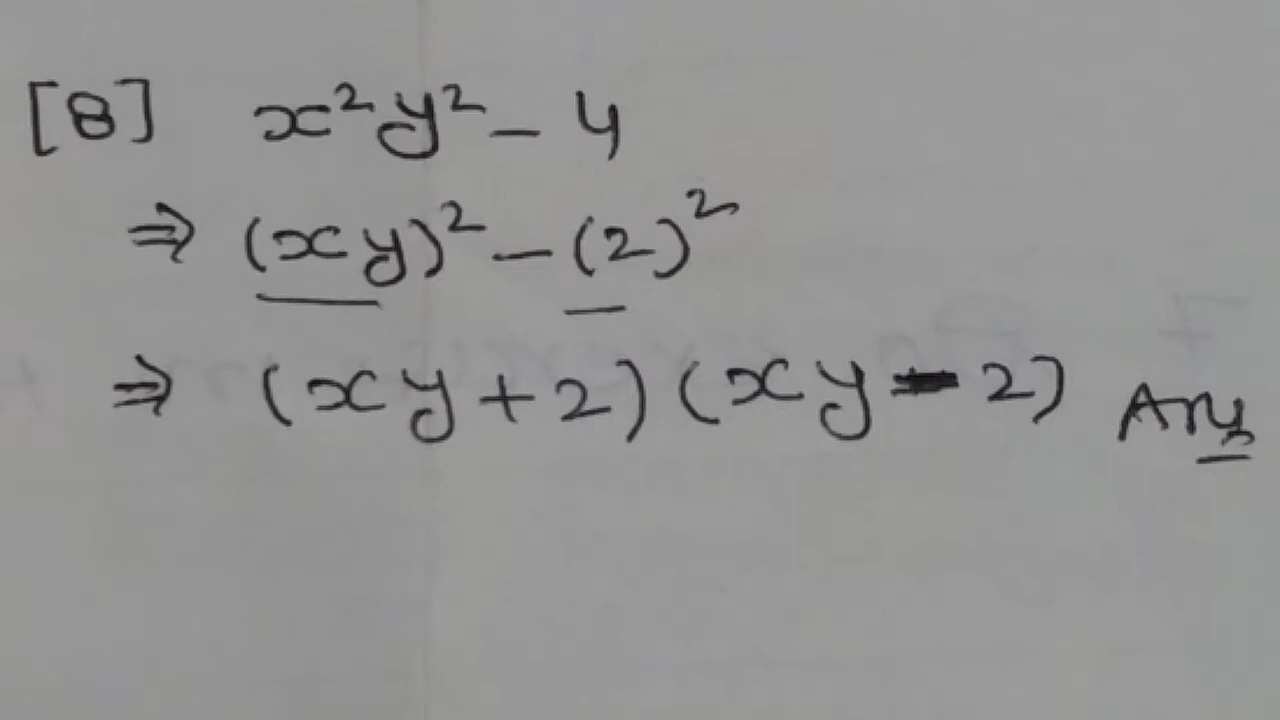 [8] x²y² - 4
⇒ (xy)² - (2)²
⇒ (xy + 2) (xy - 2) Ans